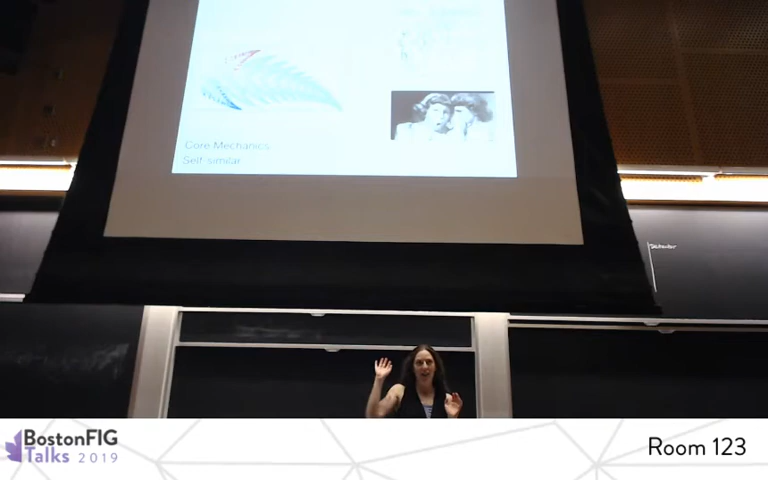 Core Mechanics
Self-similar
BostonFIG
Talks 2019
Room 123